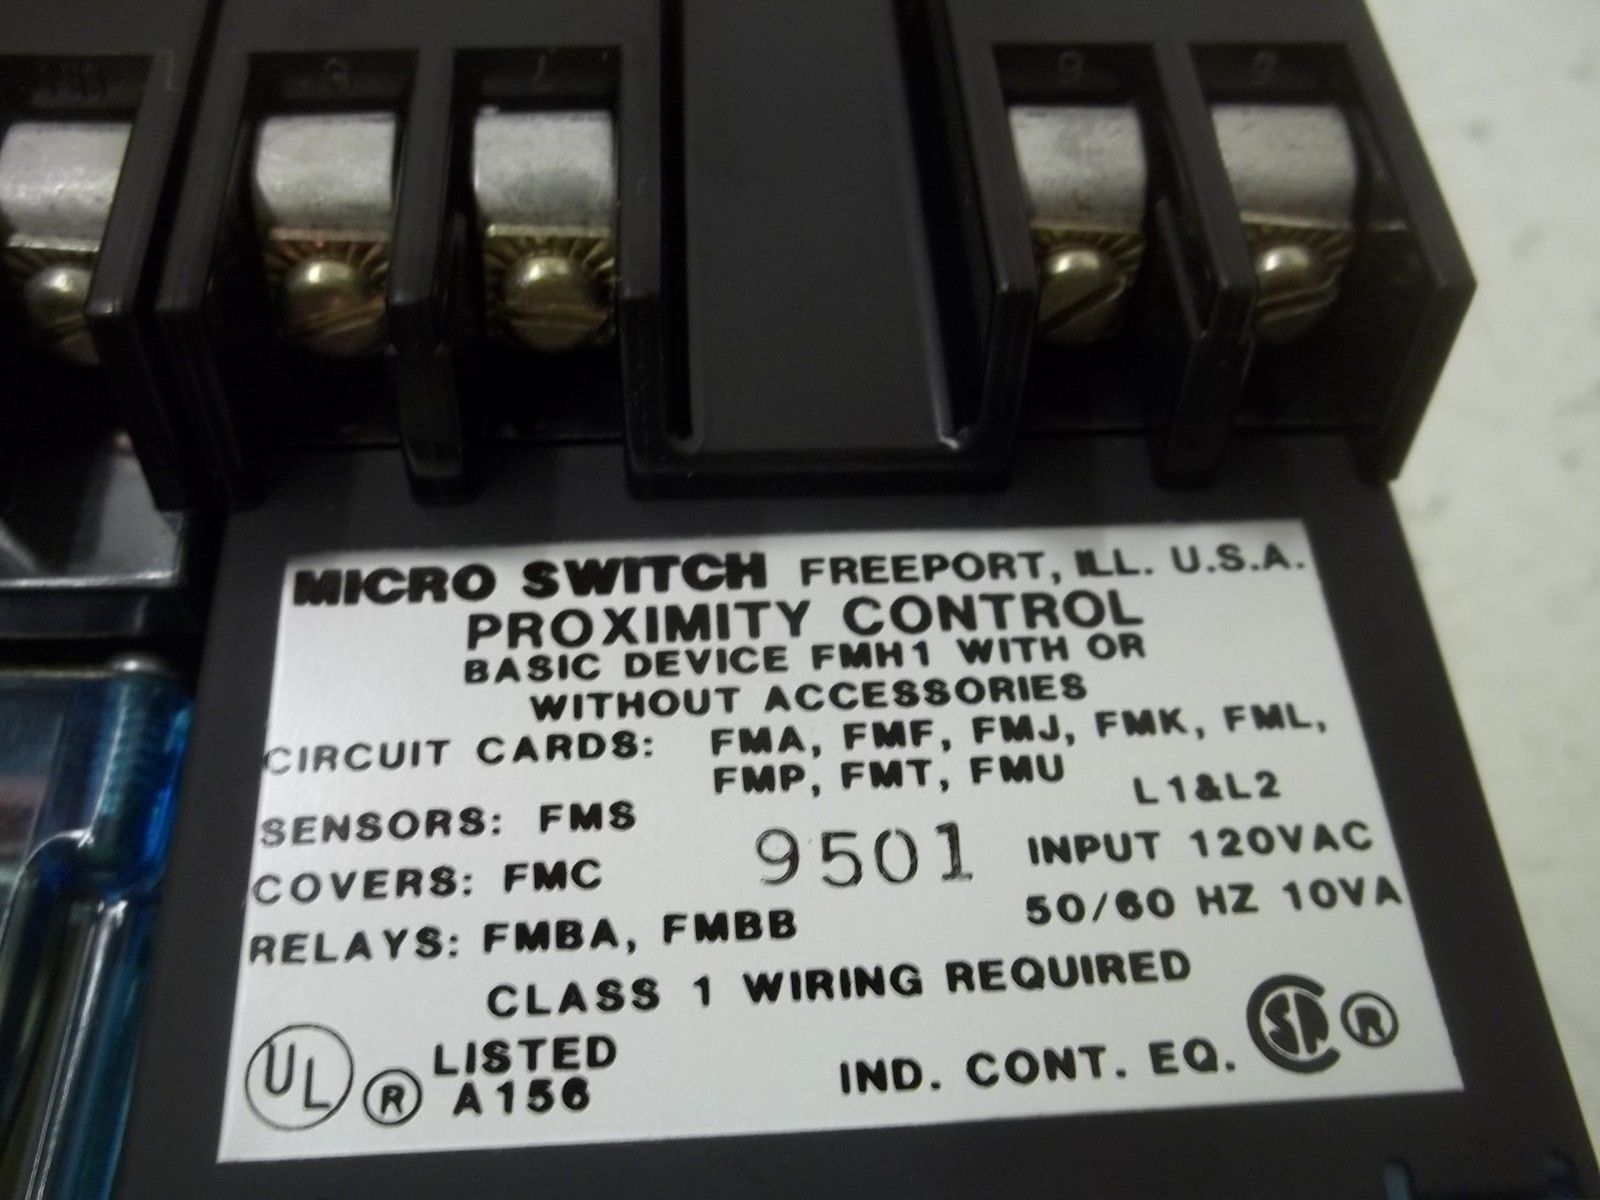 MICRO SWITCH FREEPORT, ILL. U.S.A.
PROXIMITY CONTROL
BASIC DEVICE FMH1 WITH OR
WITHOUT ACCESSORIES
CIRCUIT CARDS: FMA, FMF, FMJ, FMK, FML,
FMP, FMT, FMU
L1&L2
SENSORS: FMS
9501 INPUT 120VAC
COVERS: FMC
50/60 HZ 10VA
RELAYS: FMBA, FMBB
CLASS 1 WIRING REQUIRED
UL ® LISTED
A156
IND. CONT. EQ. SA ®